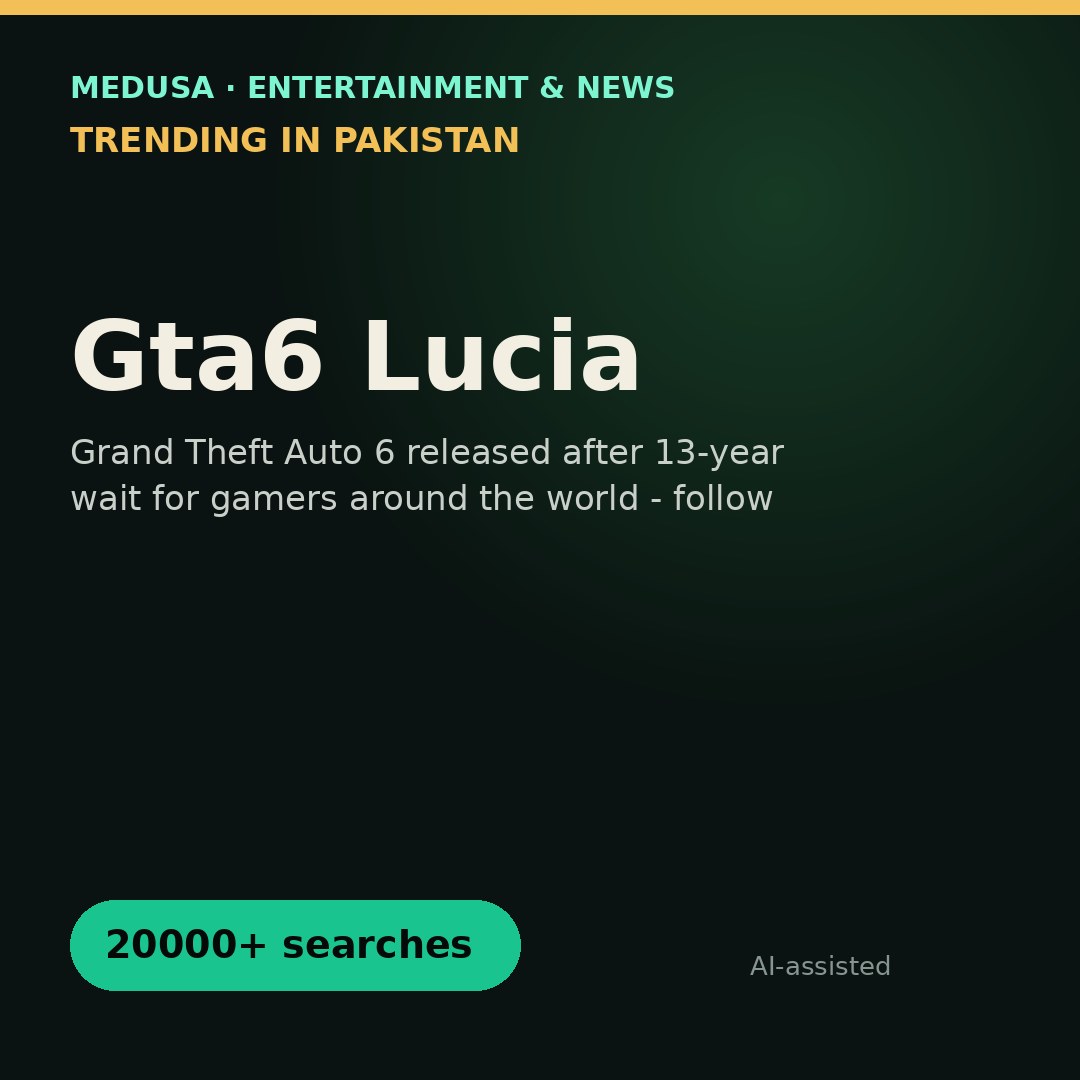 MEDUSA · ENTERTAINMENT & NEWS
TRENDING IN PAKISTAN
Gta6 Lucia
Grand Theft Auto 6 released after 13-year
wait for gamers around the world - follow
20000+ searches
AI-assisted